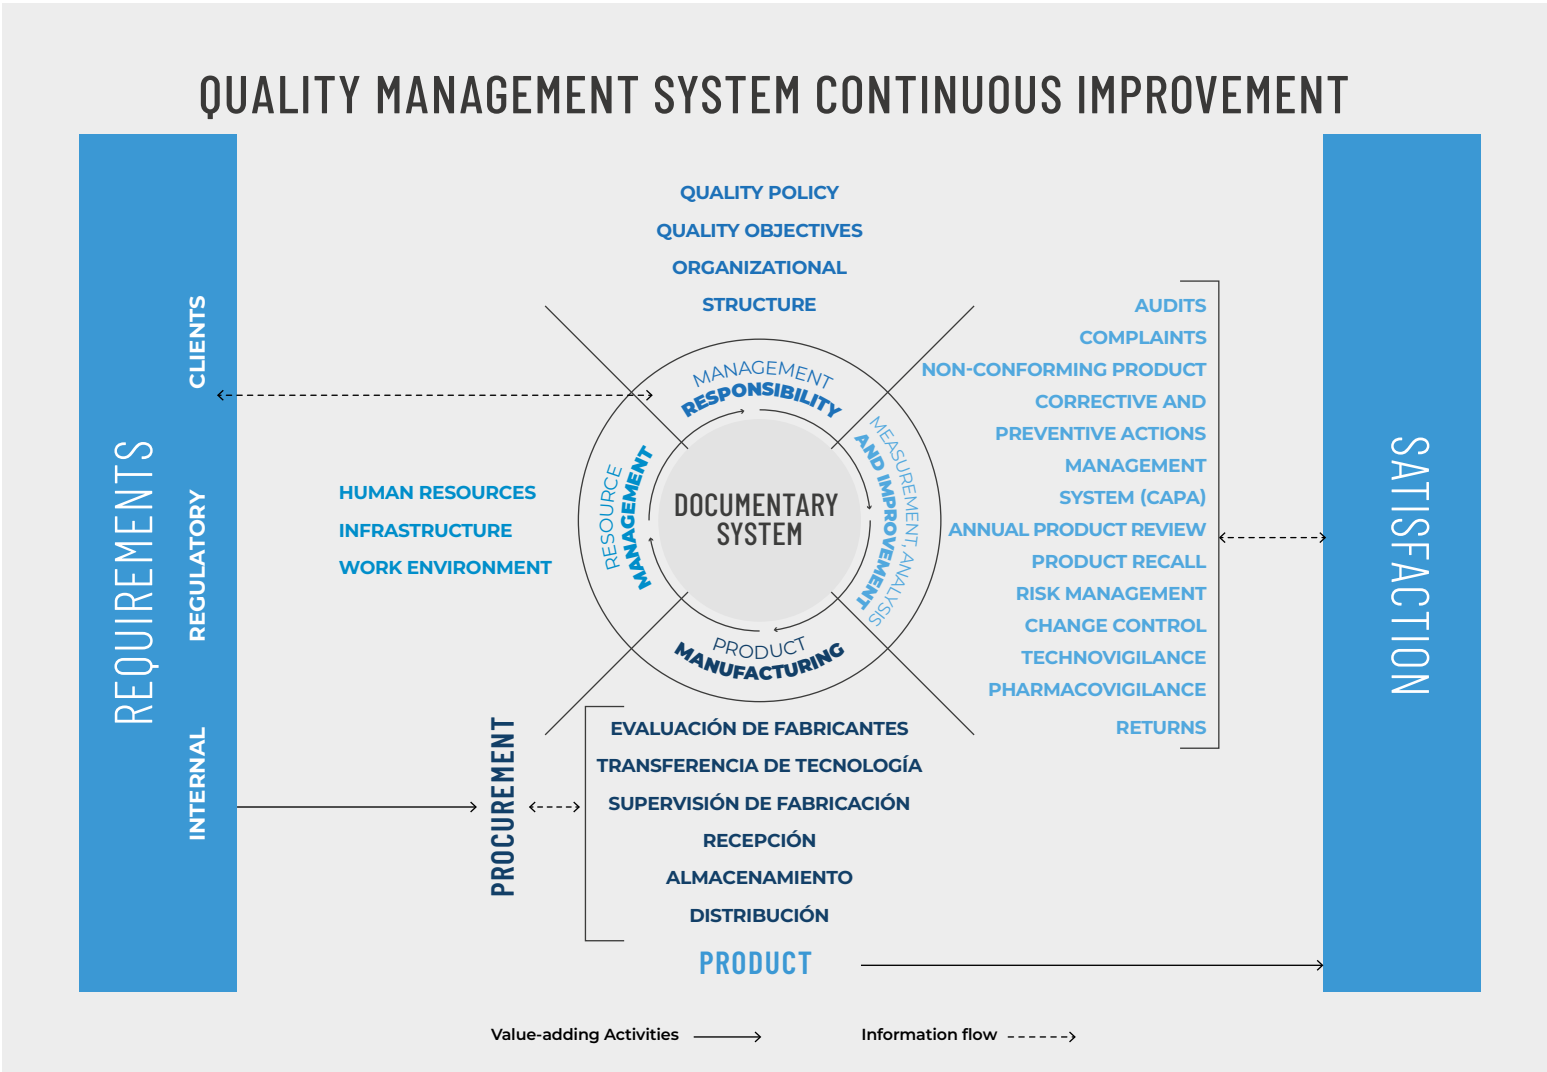 QUALITY MANAGEMENT SYSTEM CONTINUOUS IMPROVEMENT
REQUIREMENTS
CLIENTS
REGULATORY
INTERNAL
QUALITY POLICY
QUALITY OBJECTIVES
ORGANIZATIONAL
STRUCTURE
HUMAN RESOURCES
INFRASTRUCTURE
WORK ENVIRONMENT
MANAGEMENT
RESPONSIBILITY
RESOURCE
MANAGEMENT
DOCUMENTARY
SYSTEM
MEASUREMENT, ANALYSIS
AND IMPROVEMENT
PRODUCT
MANUFACTURING
AUDITS
COMPLAINTS
NON-CONFORMING PRODUCT
CORRECTIVE AND
PREVENTIVE ACTIONS
MANAGEMENT
SYSTEM (CAPA)
ANNUAL PRODUCT REVIEW
PRODUCT RECALL
RISK MANAGEMENT
CHANGE CONTROL
TECHNOVIGILANCE
PHARMACOVIGILANCE
RETURNS
PROCUREMENT
EVALUACIÓN DE FABRICANTES
TRANSFERENCIA DE TECNOLOGÍA
SUPERVISIÓN DE FABRICACIÓN
RECEPCIÓN
ALMACENAMIENTO
DISTRIBUCIÓN
PRODUCT
SATISFACTION
Value-adding Activities
Information flow